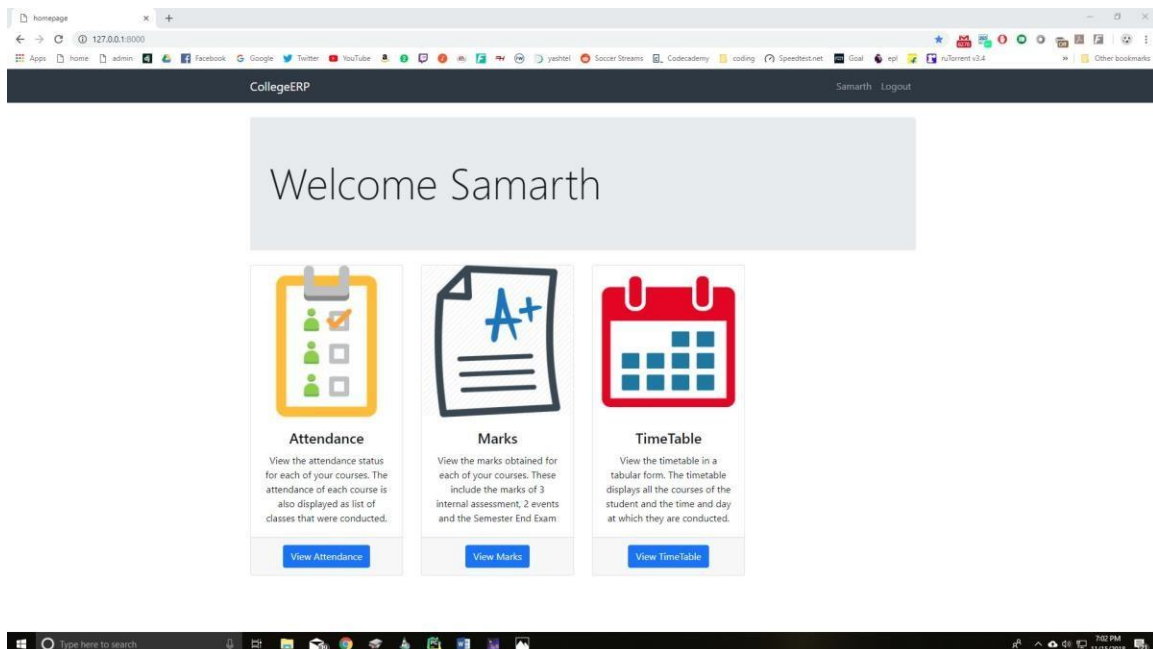 homepage
127.0.0.1:8000
Apps home admin Facebook Google Twitter YouTube yashtel Soccer Streams Codecademy coding Speedtest.net Goal epl ruTorrent v3.4 » Other bookmarks
CollegeERP Samarth Logout
Welcome Samarth
A+
Attendance
View the attendance status
for each of your courses. The
attendance of each course is
also displayed as list of
classes that were conducted.
View Attendance
Marks
View the marks obtained for
each of your courses. These
include the marks of 3
internal assessment, 2 events
and the Semester End Exam
View Marks
TimeTable
View the timetable in a
tabular form. The timetable
displays all the courses of the
student and the time and day
at which they are conducted.
View TimeTable
Type here to search
7:02 PM